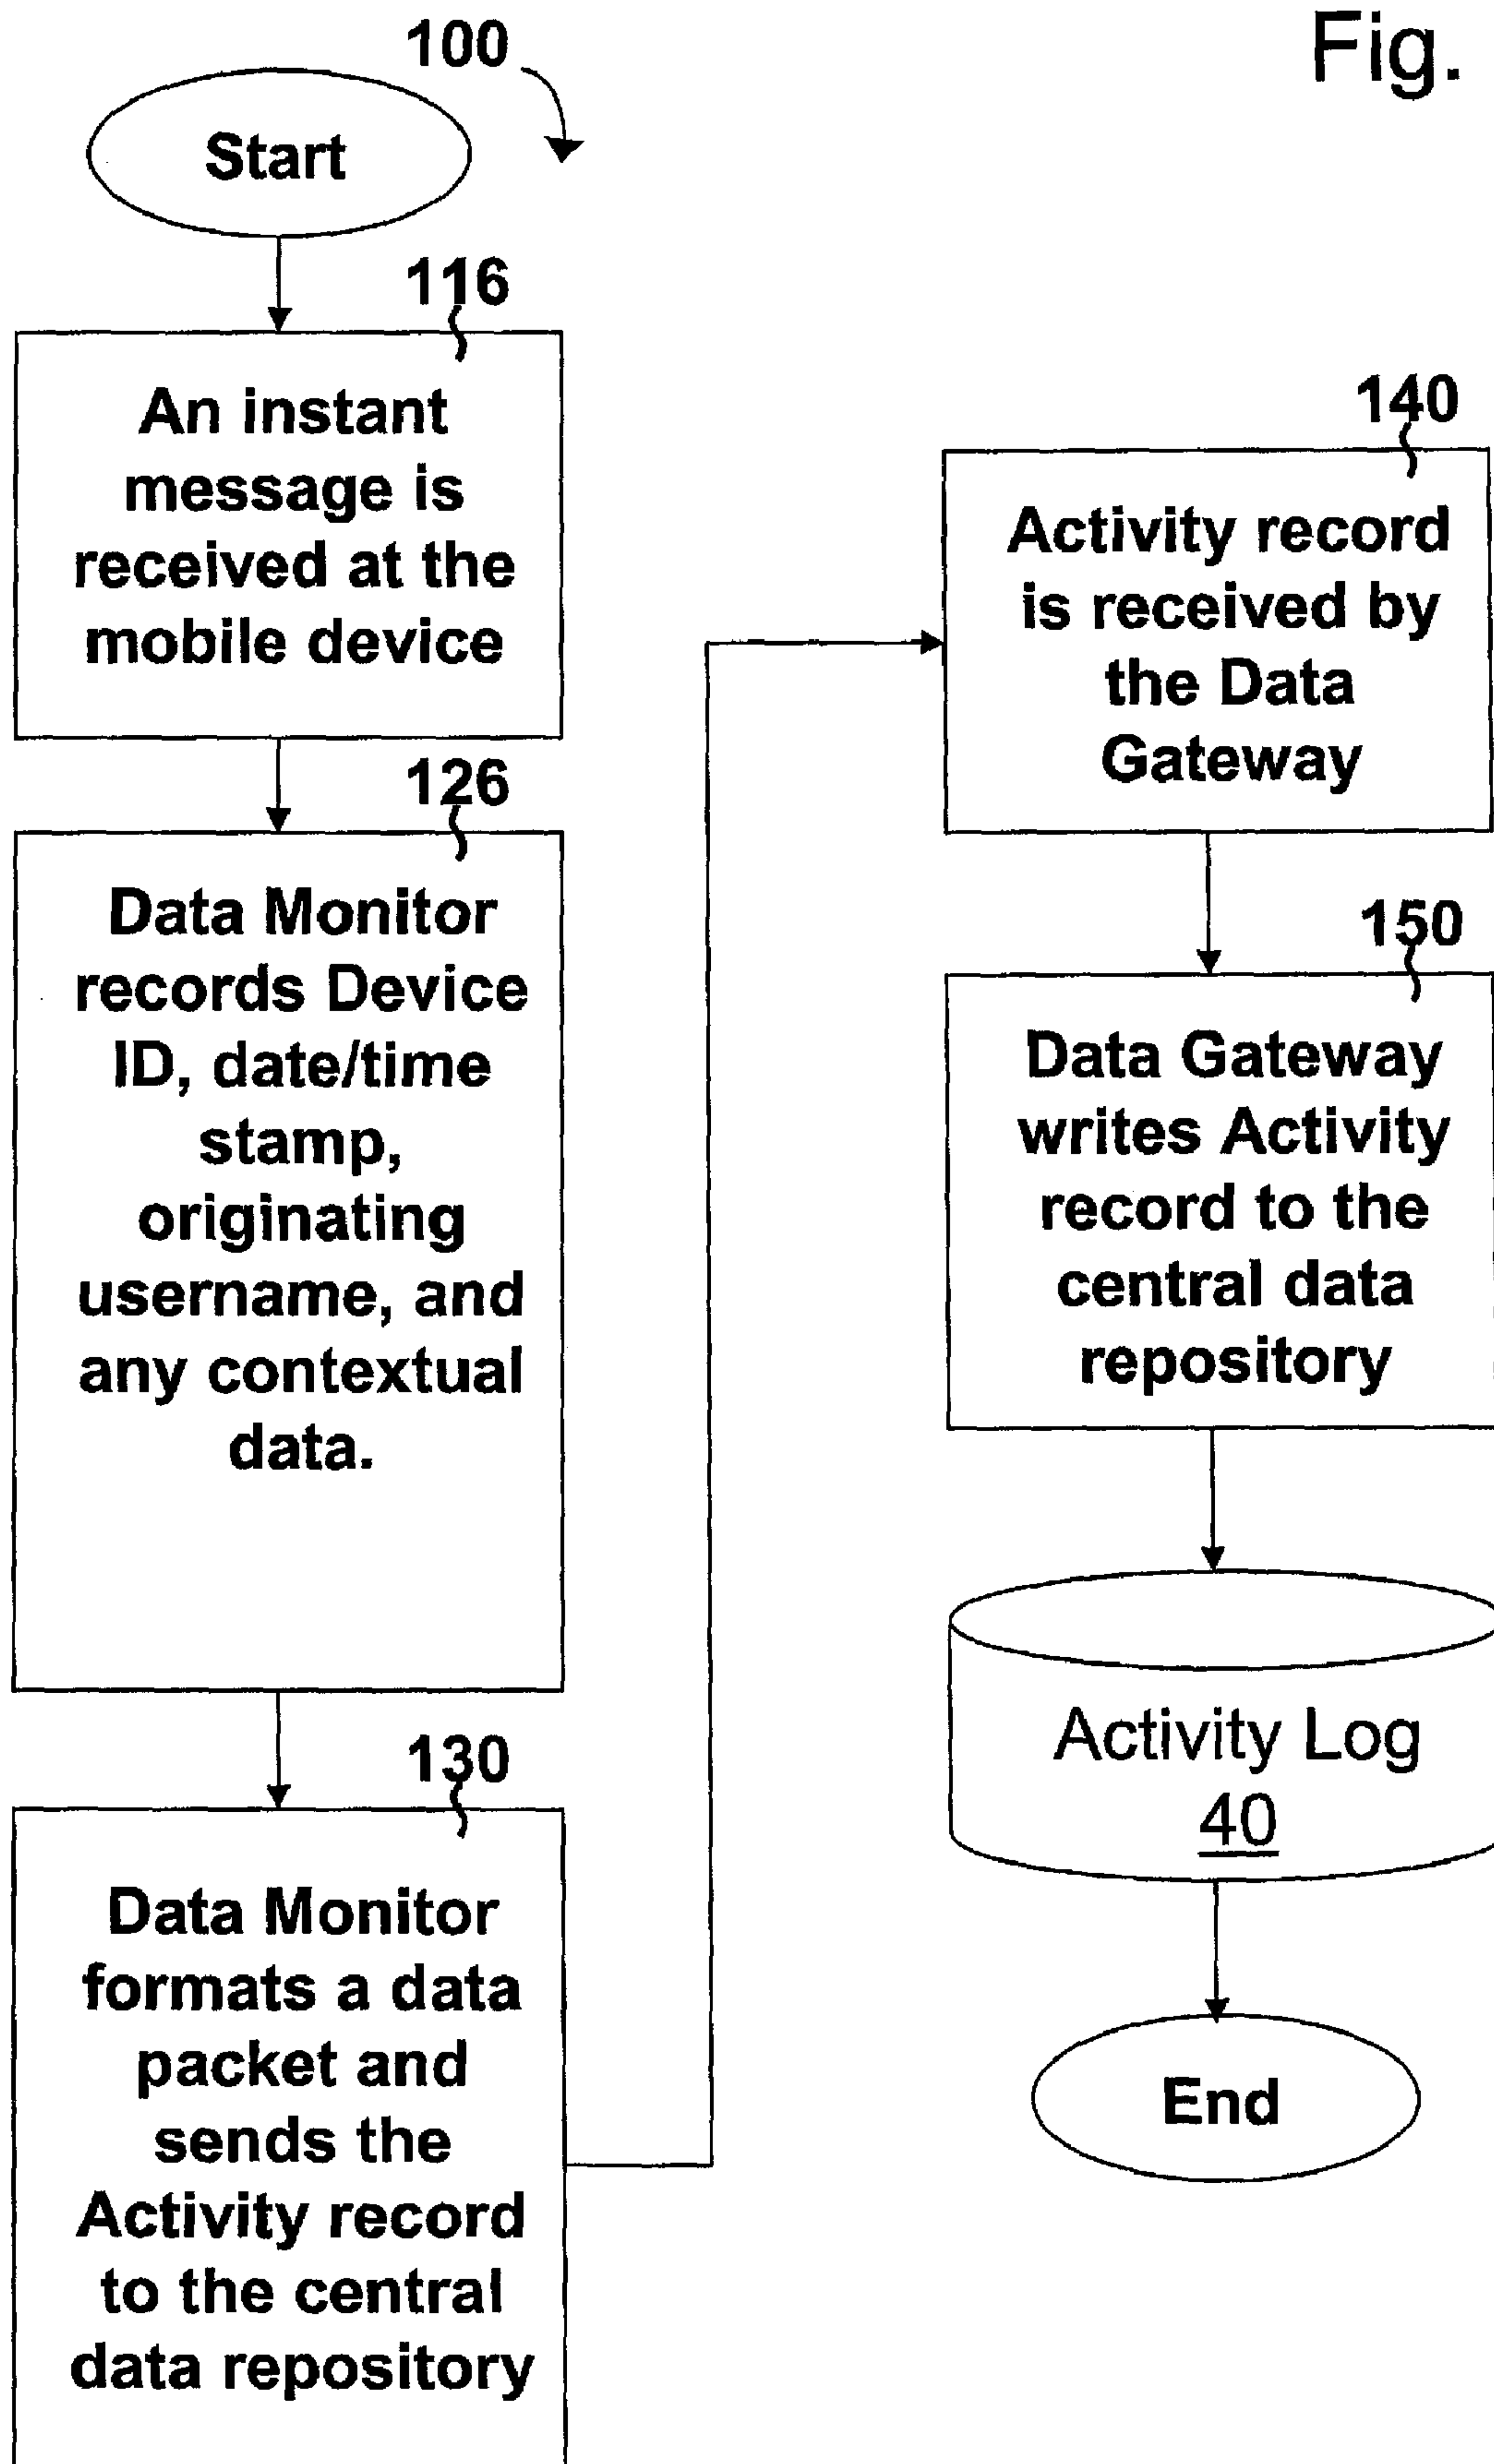 Fig.
100
Start
116
An instant
message is
received at the
mobile device
126
Data Monitor
records Device
ID, date/time
stamp,
originating
username, and
any contextual
data.
130
Data Monitor
formats a data
packet and
sends the
Activity record
to the central
data repository
140
Activity record
is received by
the Data
Gateway
150
Data Gateway
writes Activity
record to the
central data
repository
Activity Log
40
End